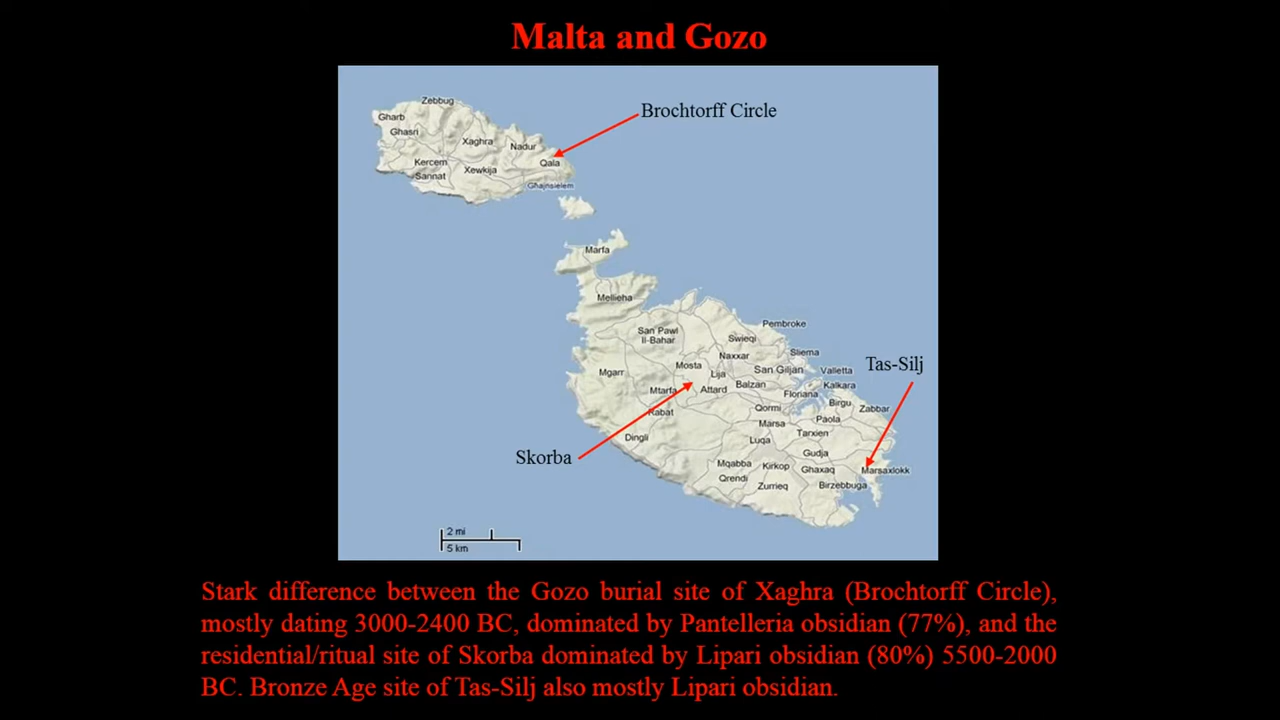 Malta and Gozo
Brochtorff Circle
Zebbug
Gharb
Ghasri
Xaghra
Nadur
Kercem
Qala
Sannat
Xewkija
Ghajnsielem
Marfa
Mellieha
Pembroke
San Pawl
Il-Bahar
Swieqi
Sliema
Naxxar
Tas-Silj
Mosta
Mgarr
Lija
San Giljan
Valletta
Mtarfa
Attard
Balzan
Kalkara
Floriana
Birgu
Rabat
Qormi
Zabbar
Marsa
Paola
Dingli
Luqa
Tarxien
Skorba
Gudja
Mqabba
Kirkop
Ghaxaq
Marsaxlokk
Qrendi
Zurrieq
Birzebbuga
2 mi
5 km
Stark difference between the Gozo burial site of Xaghra (Brochtorff Circle),
mostly dating 3000-2400 BC, dominated by Pantelleria obsidian (77%), and the
residential/ritual site of Skorba dominated by Lipari obsidian (80%) 5500-2000
BC. Bronze Age site of Tas-Silj also mostly Lipari obsidian.